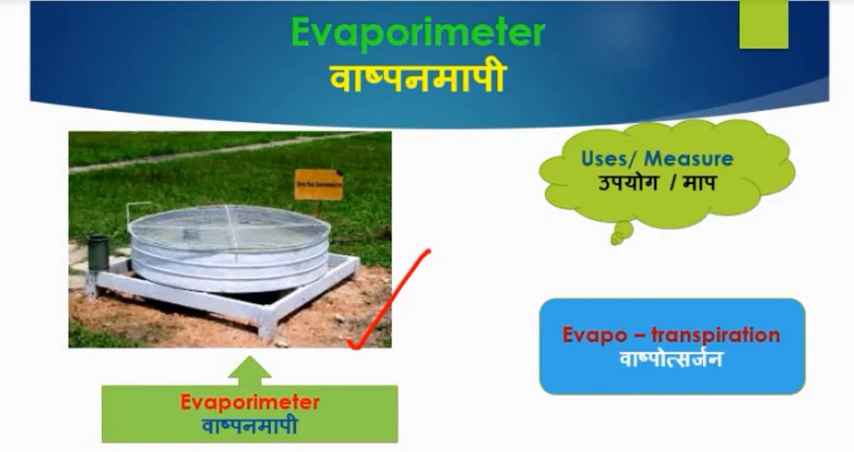 Evaporimeter
वाष्पनमापी
Uses/ Measure
उपयोग / माप
Evapo – transpiration
वाष्पोत्सर्जन
Evaporimeter
वाष्पनमापी